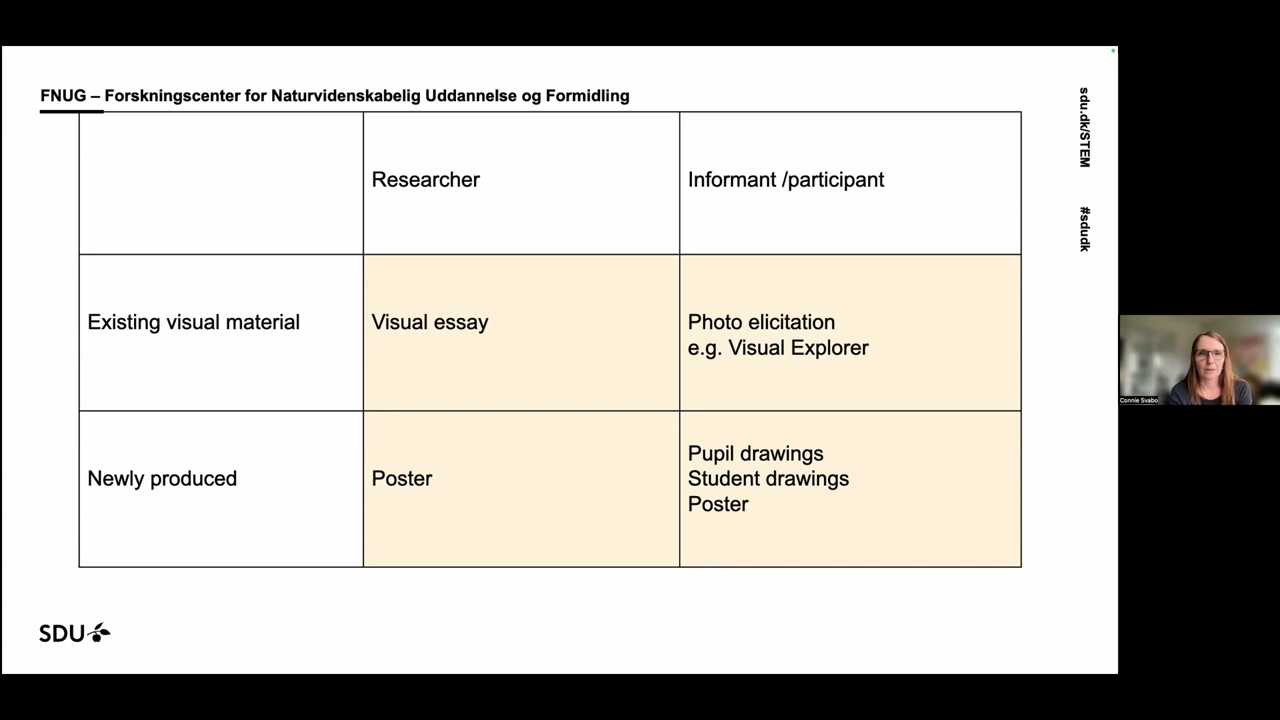 FNUG – Forskningscenter for Naturvidenskabelig Uddannelse og Formidling
Researcher
Informant /participant
Existing visual material
Visual essay
Photo elicitation
e.g. Visual Explorer
Newly produced
Poster
Pupil drawings
Student drawings
Poster
SDU
sdu.dk/STEM
#sdudk
Connie Svabo